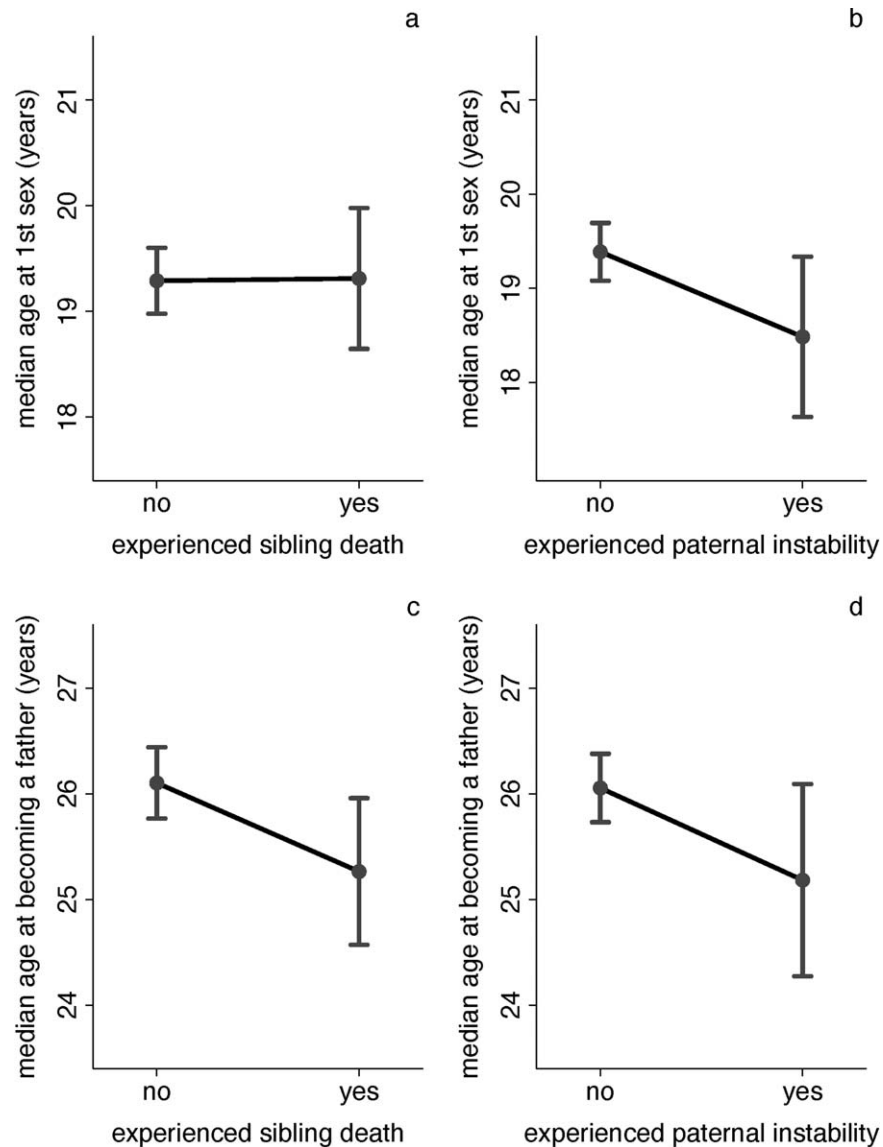 a
median age at 1st sex (years)
21
20
19
18
no
yes
experienced sibling death
b
median age at 1st sex (years)
21
20
19
18
no
yes
experienced paternal instability
c
median age at becoming a father (years)
27
26
25
24
no
yes
experienced sibling death
d
median age at becoming a father (years)
27
26
25
24
no
yes
experienced paternal instability